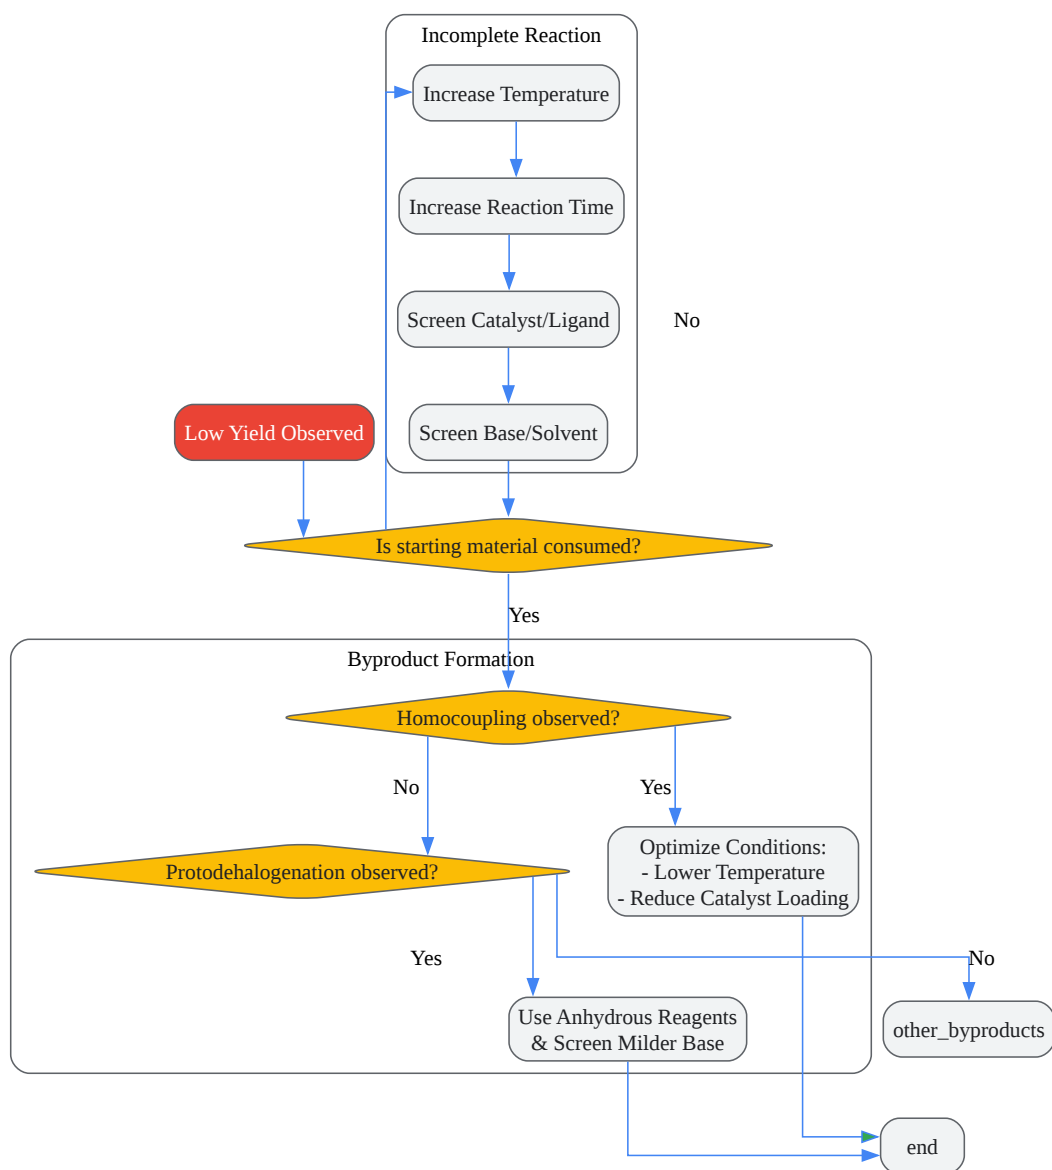 Incomplete Reaction
Increase Temperature
Increase Reaction Time
Screen Catalyst/Ligand
No
Low Yield Observed
Screen Base/Solvent
Is starting material consumed?
Yes
Byproduct Formation
Homocoupling observed?
No
Yes
Optimize Conditions:
- Lower Temperature
- Reduce Catalyst Loading
Protodehalogenation observed?
Yes
No
Use Anhydrous Reagents
& Screen Milder Base
other_byproducts
end